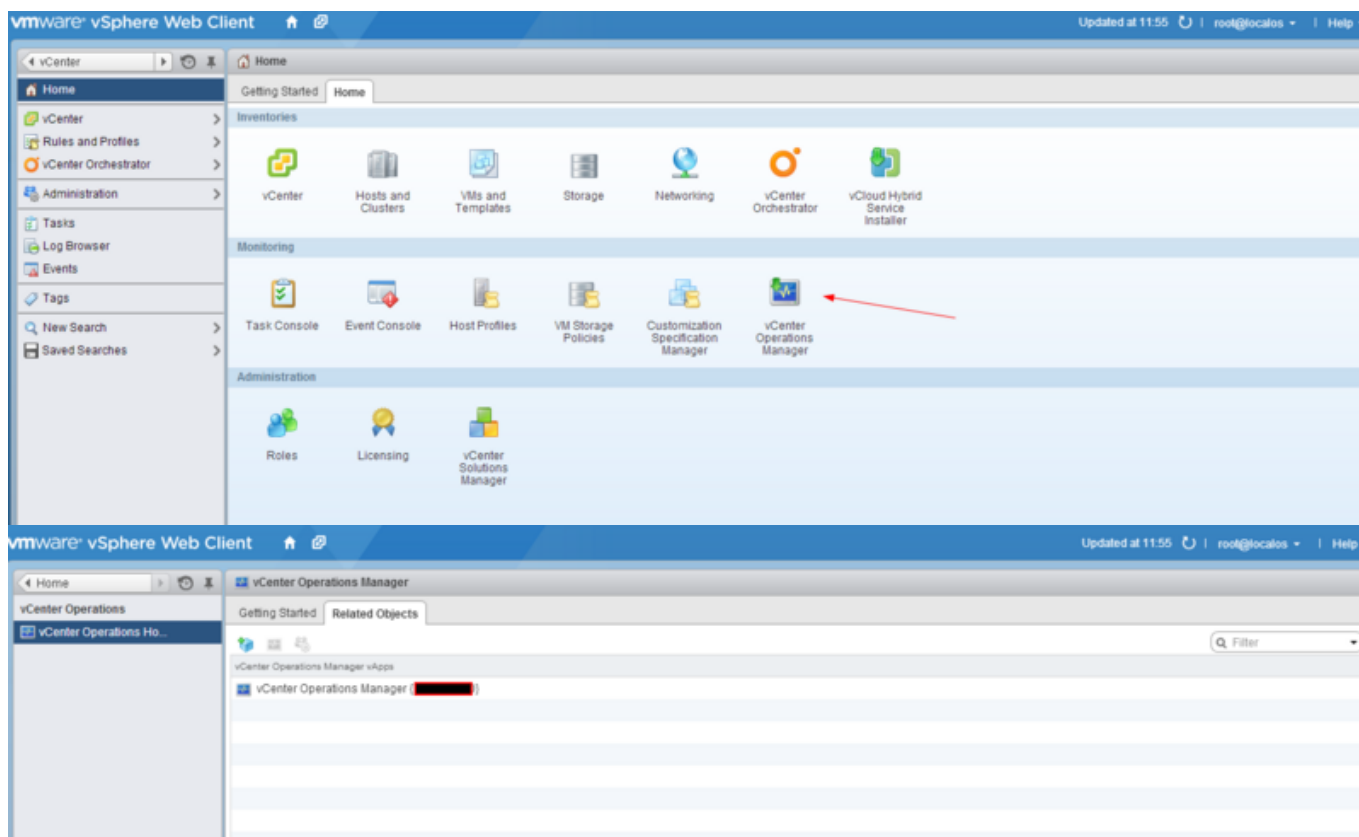 vmware® vSphere Web Client
Updated at 11:55 | root@localos | Help
vCenter
Home
vCenter
Rules and Profiles
vCenter Orchestrator
Administration
Tasks
Log Browser
Events
Tags
New Search
Saved Searches
Home
Getting Started Home
Inventories
vCenter Hosts and Clusters VMs and Templates Storage Networking vCenter Orchestrator vCloud Hybrid Service Installer
Monitoring
Task Console Event Console Host Profiles VM Storage Policies Customization Specification Manager vCenter Operations Manager
Administration
Roles Licensing vCenter Solutions Manager
vmware® vSphere Web Client
Updated at 11:55 | root@localos | Help
Home
vCenter Operations
vCenter Operations Ho...
vCenter Operations Manager
Getting Started Related Objects
Filter
vCenter Operations Manager vApps
vCenter Operations Manager ( )